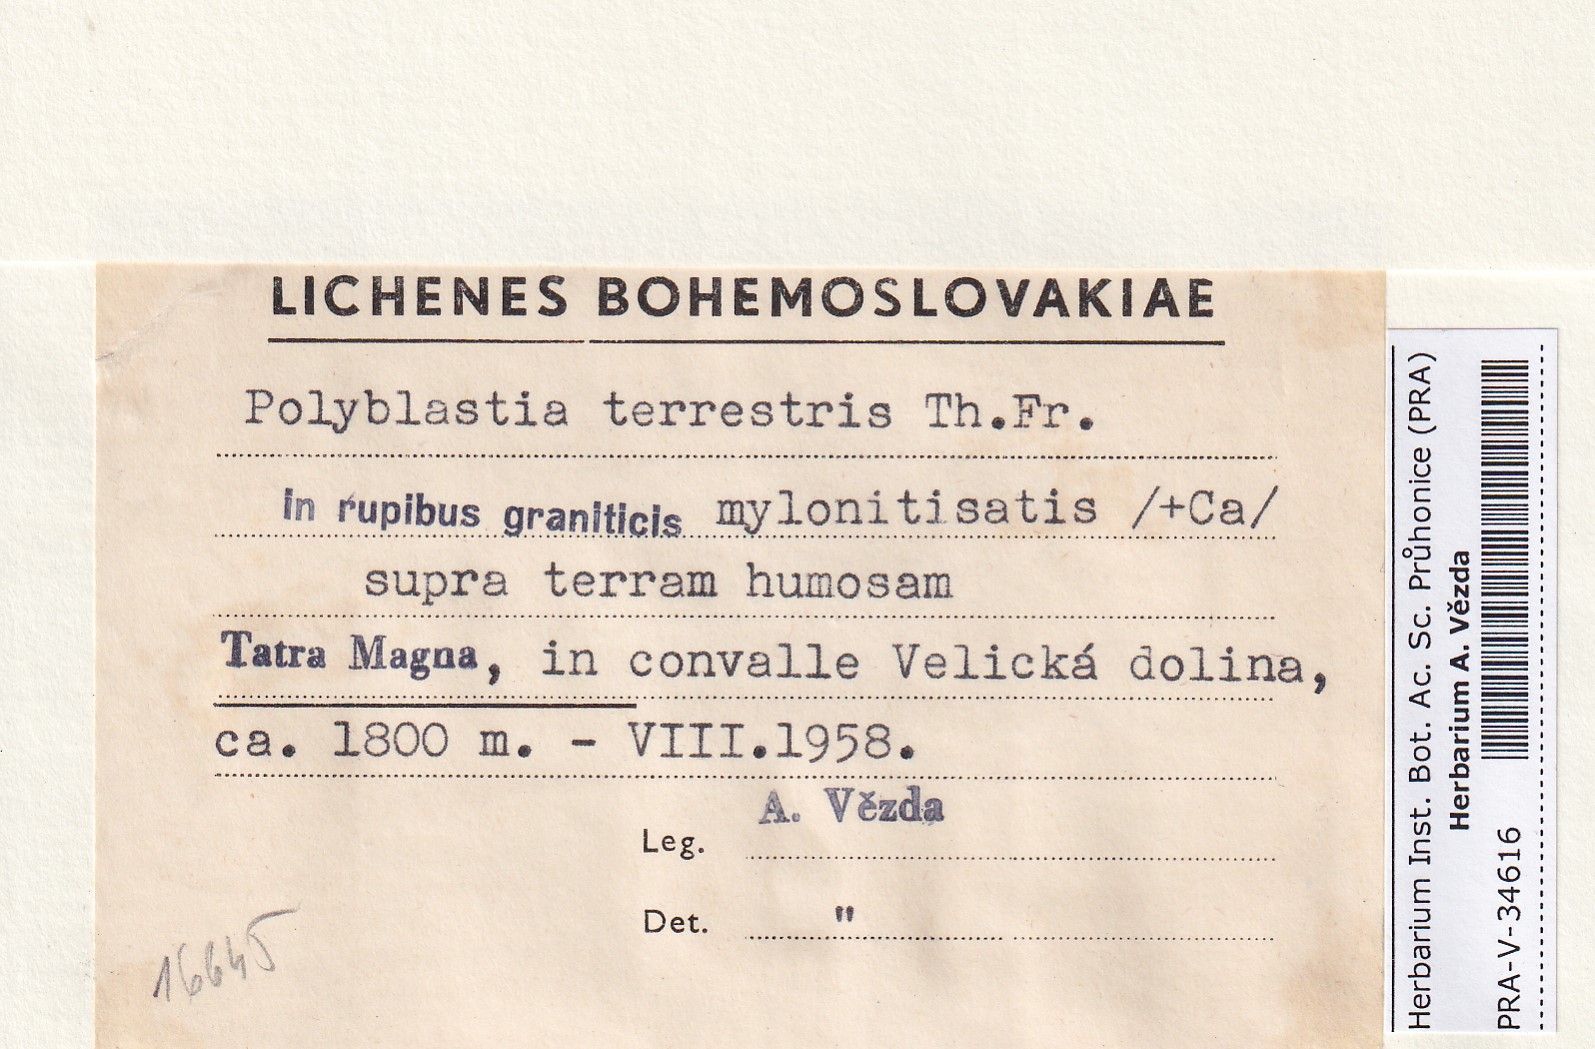 LICHENES BOHEMOSLOVAKIAE
Polyblastia terrestris Th.Fr.
in rupibus graniticis mylonitisatis /+Ca/
supra terram humosam
Tatra Magna, in convalle Velická dolina,
ca. 1800 m. - VIII.1958.
A. Vězda
Leg.
Det. "
16645
Herbarium Inst. Bot. Ac. Sc. Průhonice (PRA)
Herbarium A. Vězda
PRA-V-34616